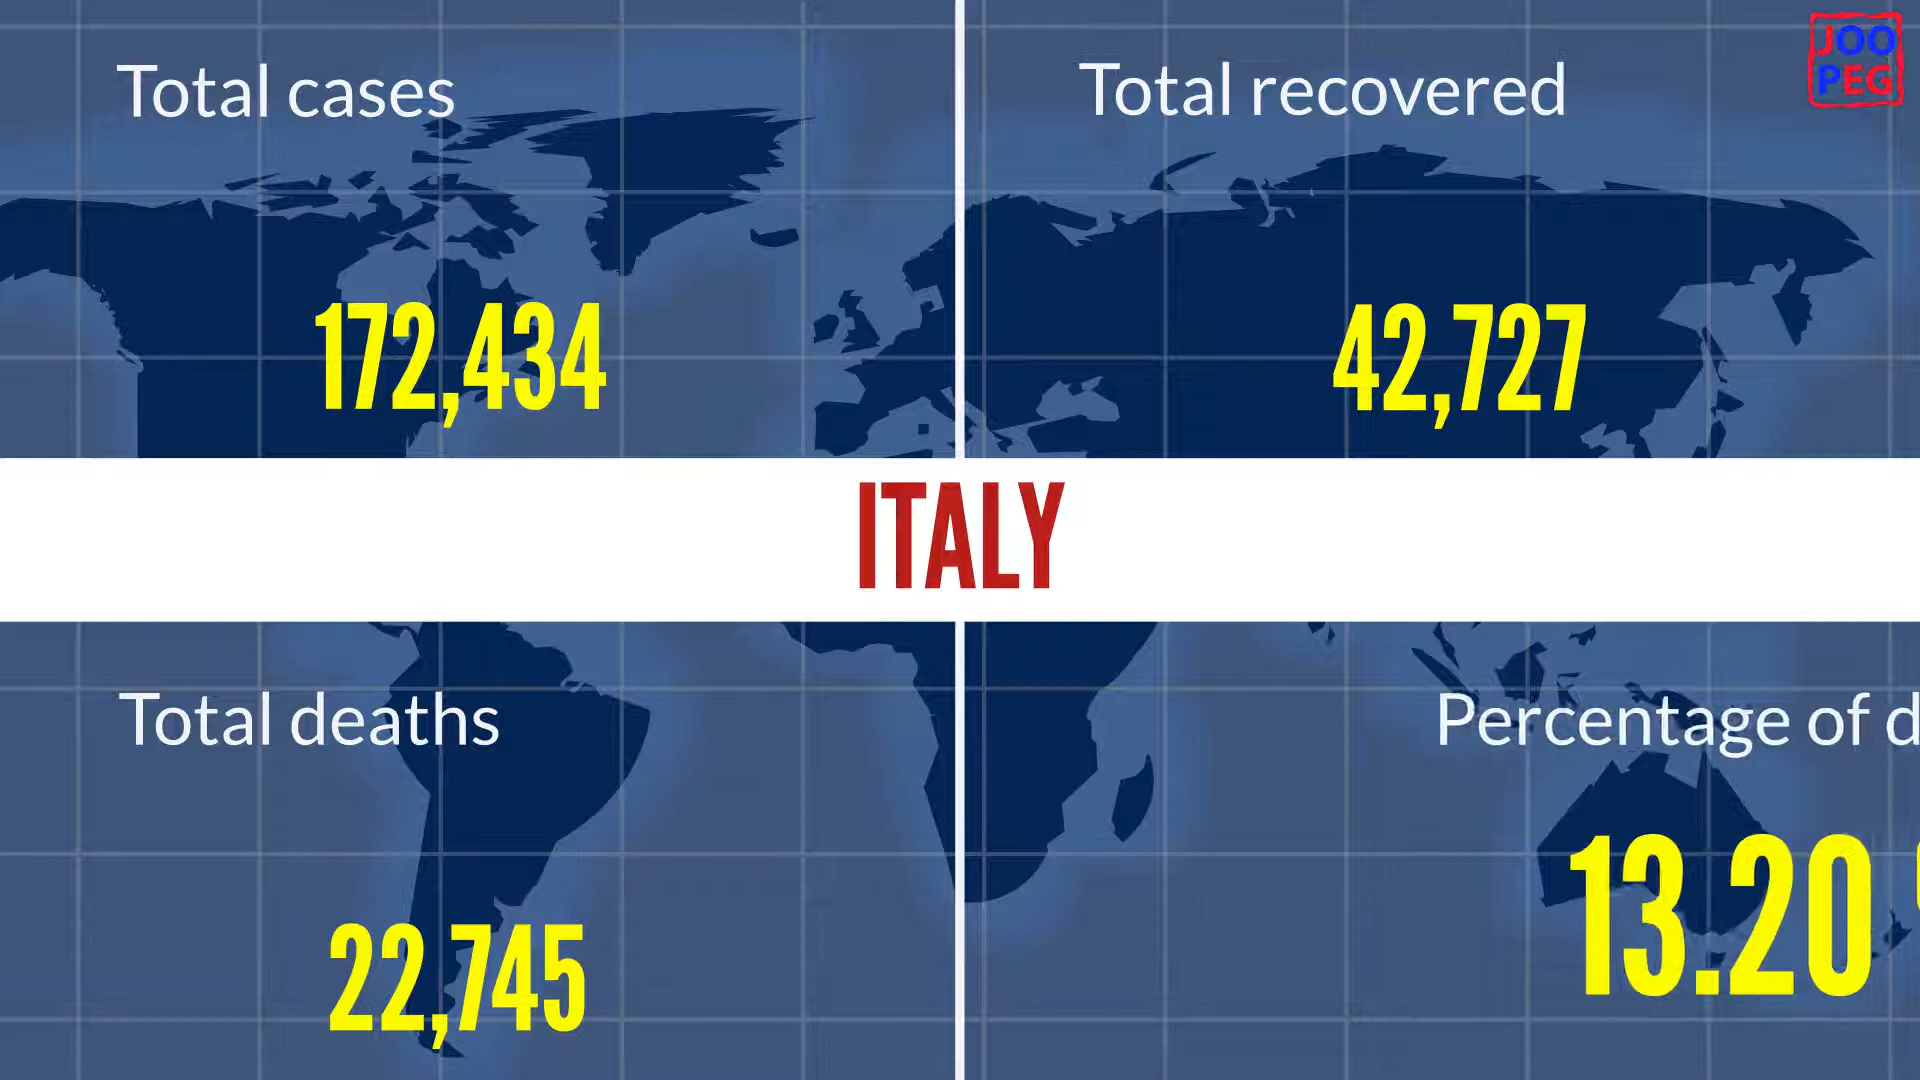 Total cases
Total recovered
JOO
PEG
172,434
42,727
ITALY
Total deaths
Percentage of
22,745
13.20